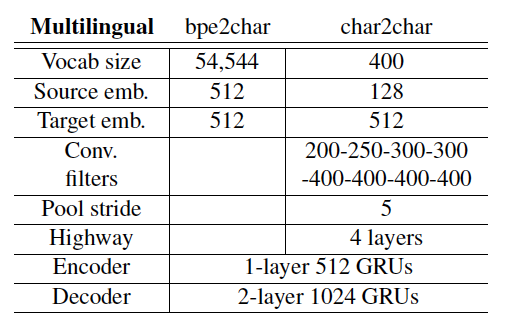 Multilingual bpe2char char2char
Vocab size 54,544 400
Source emb. 512 128
Target emb. 512 512
Conv. 200-250-300-300
filters -400-400-400-400
Pool stride 5
Highway 4 layers
Encoder 1-layer 512 GRUs
Decoder 2-layer 1024 GRUs